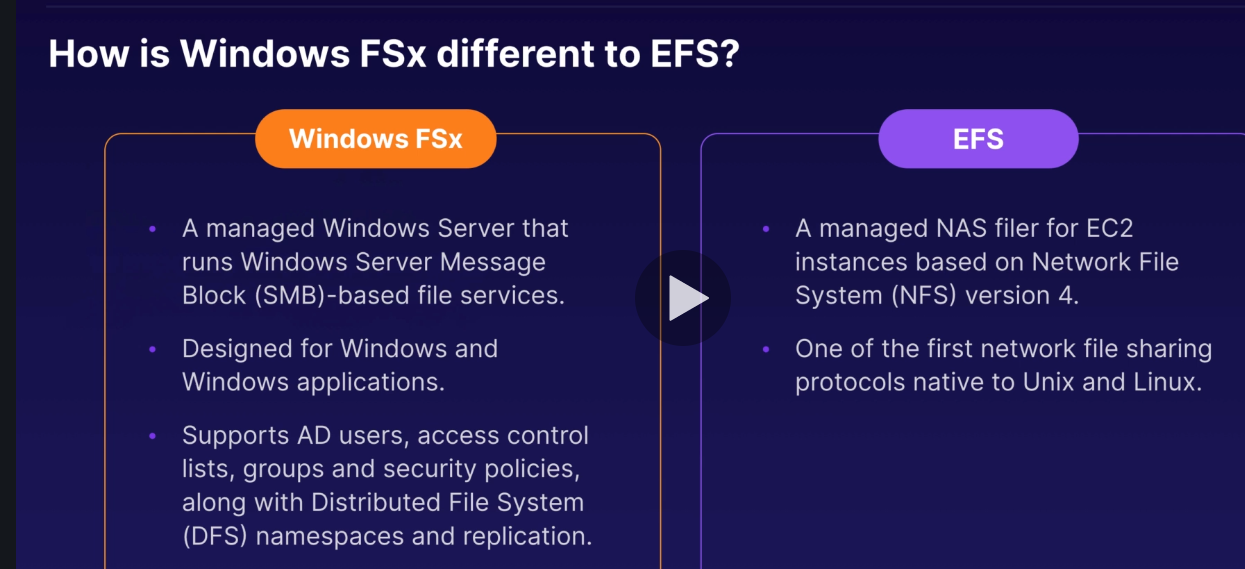 How is Windows FSx different to EFS?
Windows FSx
• A managed Windows Server that
runs Windows Server Message
Block (SMB)-based file services.
• Designed for Windows and
Windows applications.
• Supports AD users, access control
lists, groups and security policies,
along with Distributed File System
(DFS) namespaces and replication.
EFS
• A managed NAS filer for EC2
instances based on Network File
System (NFS) version 4.
• One of the first network file sharing
protocols native to Unix and Linux.